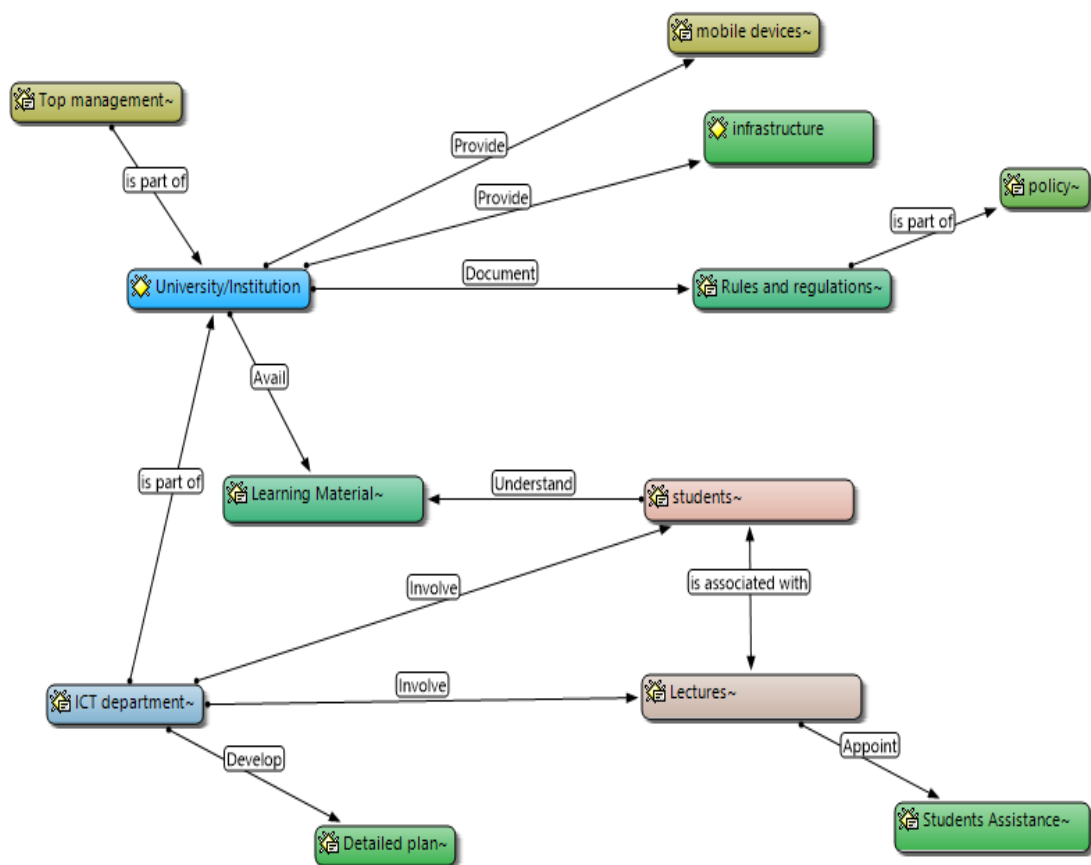 mobile devices~
Top management~
infrastructure
Provide
is part of
Provide
policy~
is part of
University/Institution
Document
Rules and regulations~
Avail
is part of
Learning Material~
Understand
students~
Involve
is associated with
ICT department~
Involve
Lectures~
Develop
Appoint
Detailed plan~
Students Assistance~